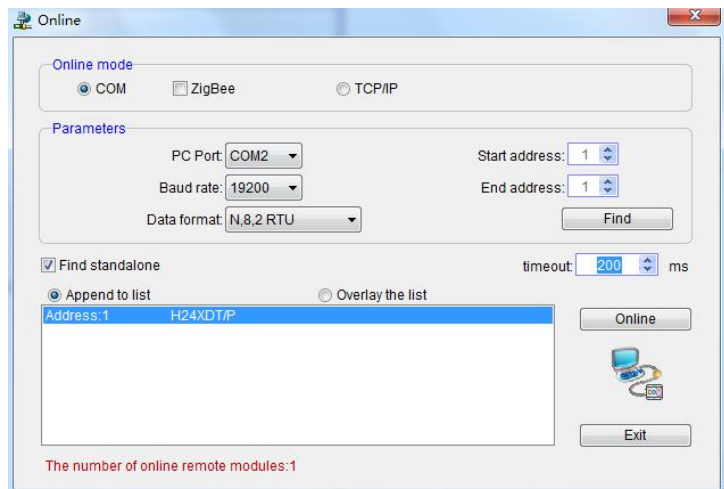 Online
Online mode
COM ZigBee TCP/IP
Parameters
PC Port: COM2 Start address: 1
Baud rate: 19200 End address: 1
Data format: N,8,2 RTU Find
Find standalone timeout: 200 ms
Append to list Overlay the list
Address:1 H24XDT/P Online
Exit
The number of online remote modules:1